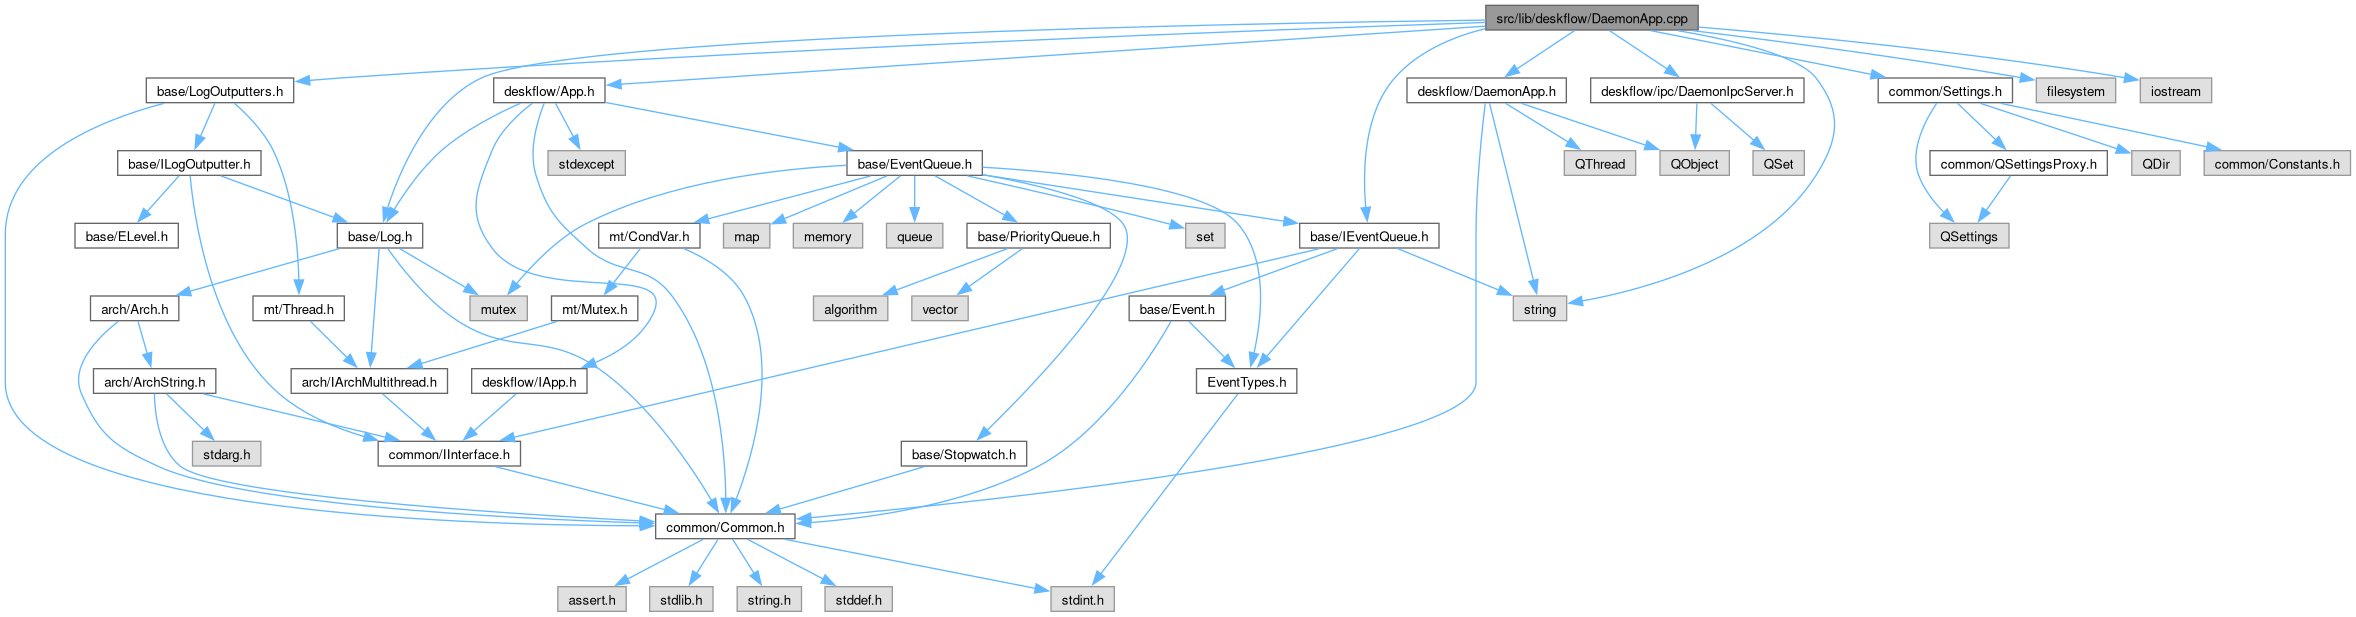 src/lib/deskflow/DaemonApp.cpp
base/LogOutputters.h
deskflow/App.h
deskflow/DaemonApp.h
deskflow/ipc/DaemonIpcServer.h
common/Settings.h
filesystem
iostream
base/ILogOutputter.h
stdexcept
base/EventQueue.h
QThread
QObject
QSet
common/QSettingsProxy.h
QDir
common/Constants.h
base/ELevel.h
base/Log.h
mt/CondVar.h
map
memory
queue
base/PriorityQueue.h
set
base/IEventQueue.h
QSettings
arch/Arch.h
mt/Thread.h
mutex
mt/Mutex.h
algorithm
vector
base/Event.h
string
arch/ArchString.h
arch/IArchMultithread.h
deskflow/IApp.h
EventTypes.h
stdarg.h
common/IInterface.h
base/Stopwatch.h
common/Common.h
assert.h
stdlib.h
string.h
stddef.h
stdint.h